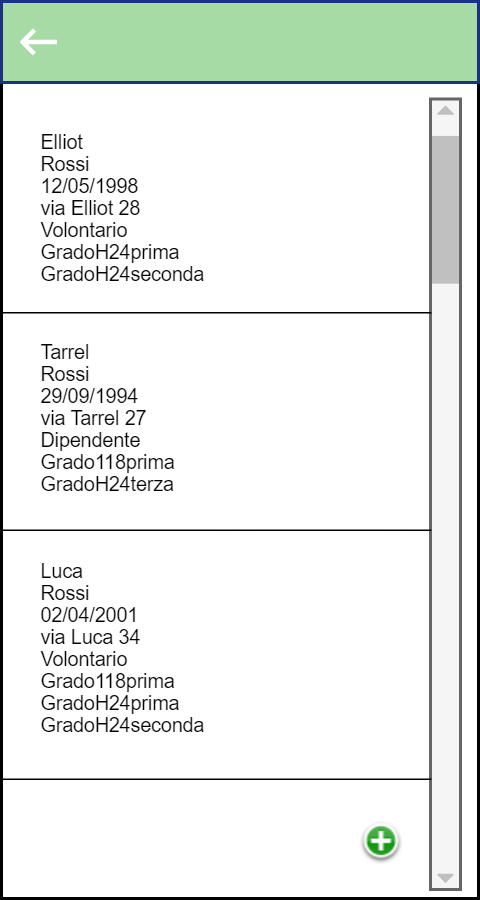 Elliot
Rossi
12/05/1998
via Elliot 28
Volontario
GradoH24prima
GradoH24seconda
Tarrel
Rossi
29/09/1994
via Tarrel 27
Dipendente
Grado118prima
GradoH24terza
Luca
Rossi
02/04/2001
via Luca 34
Volontario
Grado118prima
GradoH24prima
GradoH24seconda